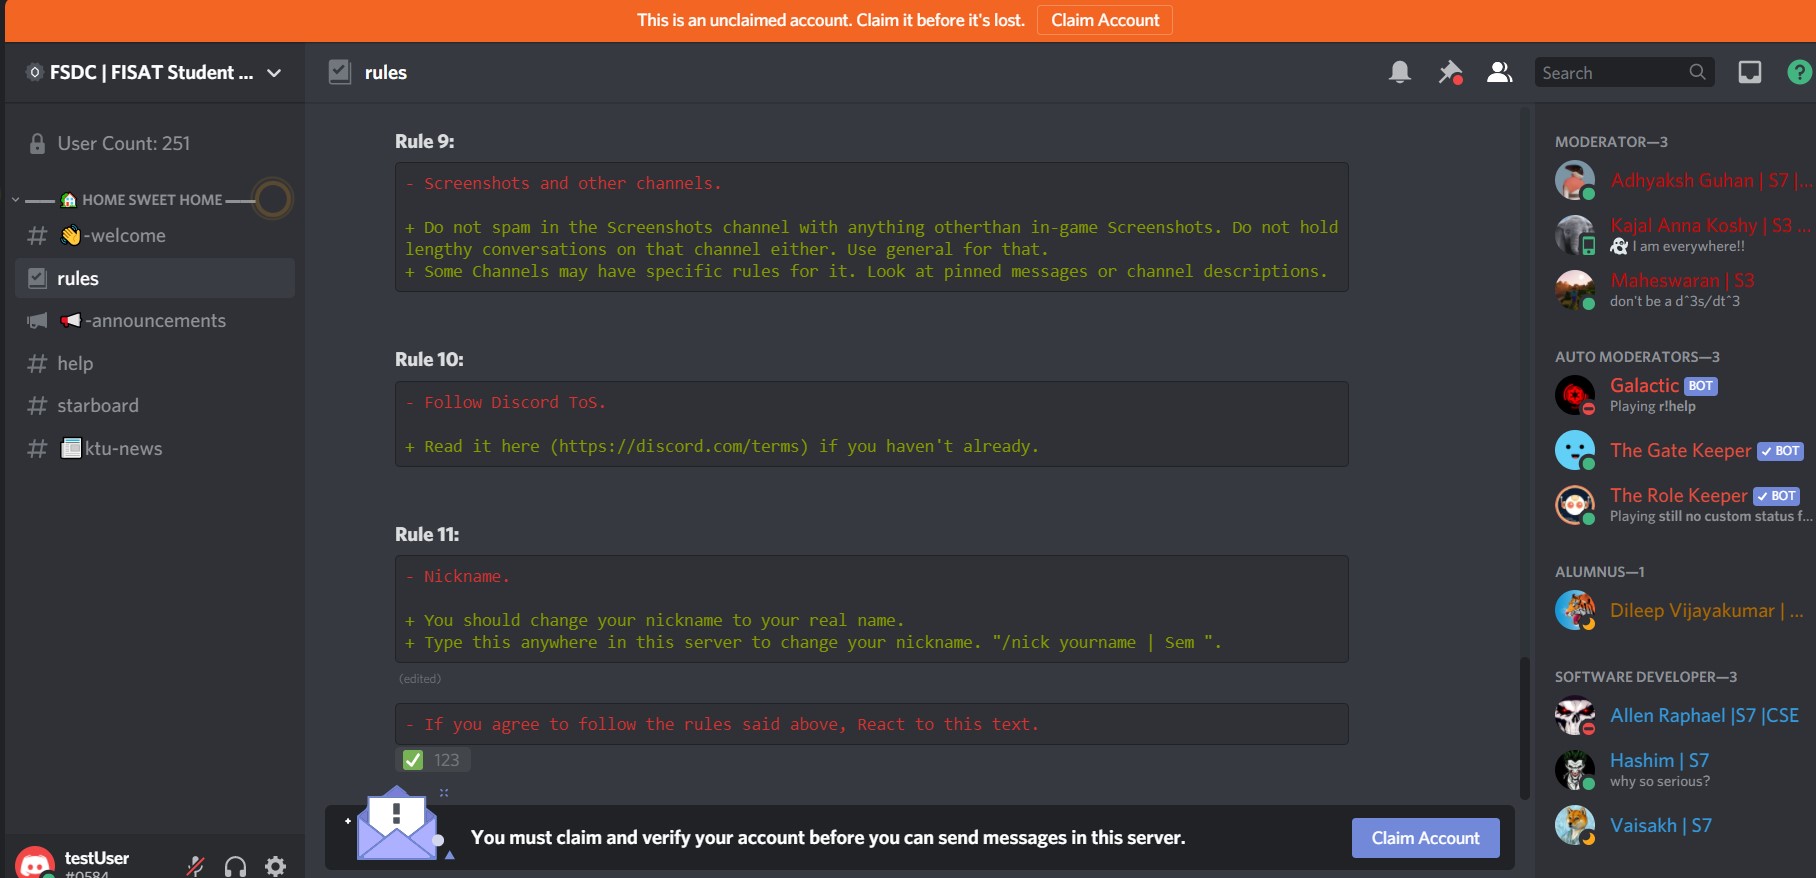 This is an unclaimed account. Claim it before it's lost. Claim Account
FSDC | FISAT Student ...
User Count: 251
HOME SWEET HOME
👋-welcome
rules
📢-announcements
help
starboard
📰ktu-news
testUser
#0584
rules
Search
Rule 9:
- Screenshots and other channels.
+ Do not spam in the Screenshots channel with anything otherthan in-game Screenshots. Do not hold
lengthy conversations on that channel either. Use general for that.
+ Some Channels may have specific rules for it. Look at pinned messages or channel descriptions.
Rule 10:
- Follow Discord ToS.
+ Read it here (https://discord.com/terms) if you haven't already.
Rule 11:
- Nickname.
+ You should change your nickname to your real name.
+ Type this anywhere in this server to change your nickname. "/nick yourname | Sem ".
(edited)
- If you agree to follow the rules said above, React to this text.
✅ 123
You must claim and verify your account before you can send messages in this server.
Claim Account
MODERATOR—3
Adhyaksh Guhan | S7 |...
Kajal Anna Koshy | S3 ...
👻 I am everywhere!!
Maheswaran | S3
don't be a d^3s/dt^3
AUTO MODERATORS—3
Galactic BOT
Playing r!help
The Gate Keeper ✓ BOT
The Role Keeper ✓ BOT
Playing still no custom status f...
ALUMNUS—1
Dileep Vijayakumar | ...
SOFTWARE DEVELOPER—3
Allen Raphael |S7 |CSE
Hashim | S7
why so serious?
Vaisakh | S7